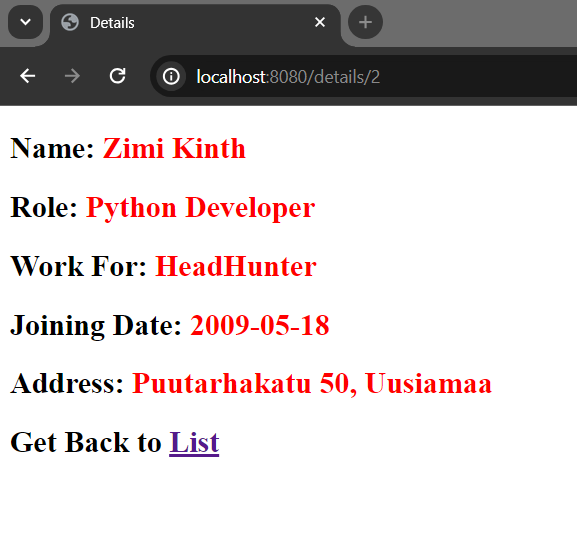 Details
localhost:8080/details/2
Name: Zimi Kinth
Role: Python Developer
Work For: HeadHunter
Joining Date: 2009-05-18
Address: Puutarhakatu 50, Uusiamaa
Get Back to List